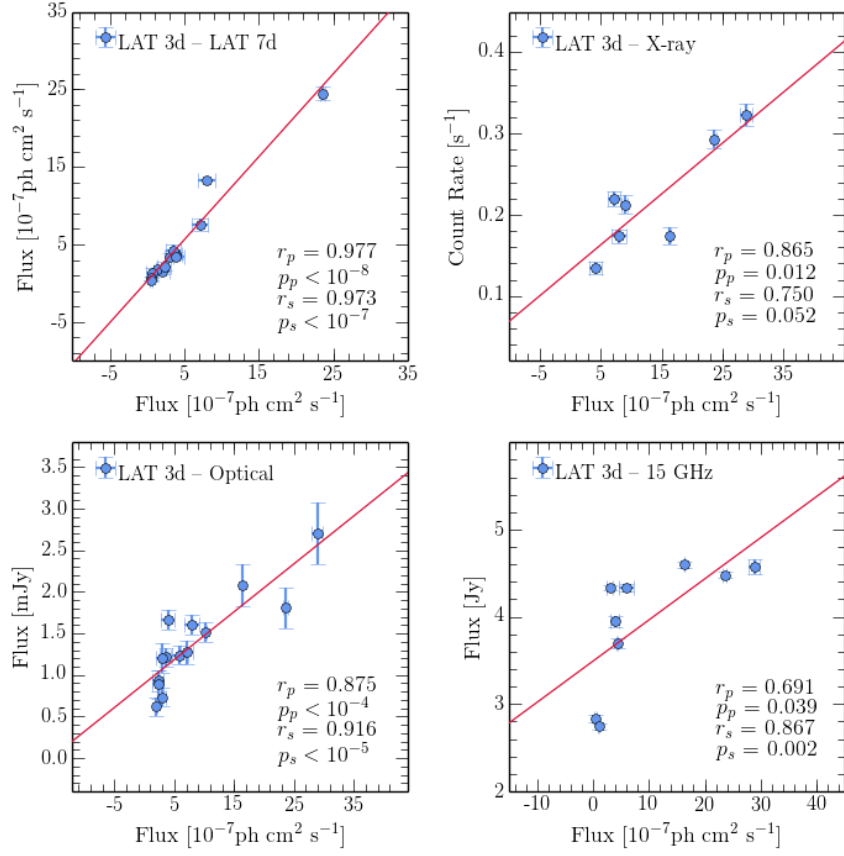 LAT 3d – LAT 7d
35
25
15
5
-5
Flux [10⁻⁷ph cm² s⁻¹]
r_p = 0.977
p_p < 10⁻⁸
r_s = 0.973
p_s < 10⁻⁷
-5 5 15 25 35
Flux [10⁻⁷ph cm² s⁻¹]
LAT 3d – X-ray
0.4
0.3
0.2
0.1
Count Rate [s⁻¹]
r_p = 0.865
p_p = 0.012
r_s = 0.750
p_s = 0.052
-5 5 15 25 35
Flux [10⁻⁷ph cm² s⁻¹]
LAT 3d – Optical
3.5
3.0
2.5
2.0
1.5
1.0
0.5
0.0
Flux [mJy]
r_p = 0.875
p_p < 10⁻⁴
r_s = 0.916
p_s < 10⁻⁵
-5 5 15 25 35
Flux [10⁻⁷ph cm² s⁻¹]
LAT 3d – 15 GHz
5
4
3
2
Flux [Jy]
r_p = 0.691
p_p = 0.039
r_s = 0.867
p_s = 0.002
-10 0 10 20 30 40
Flux [10⁻⁷ph cm² s⁻¹]